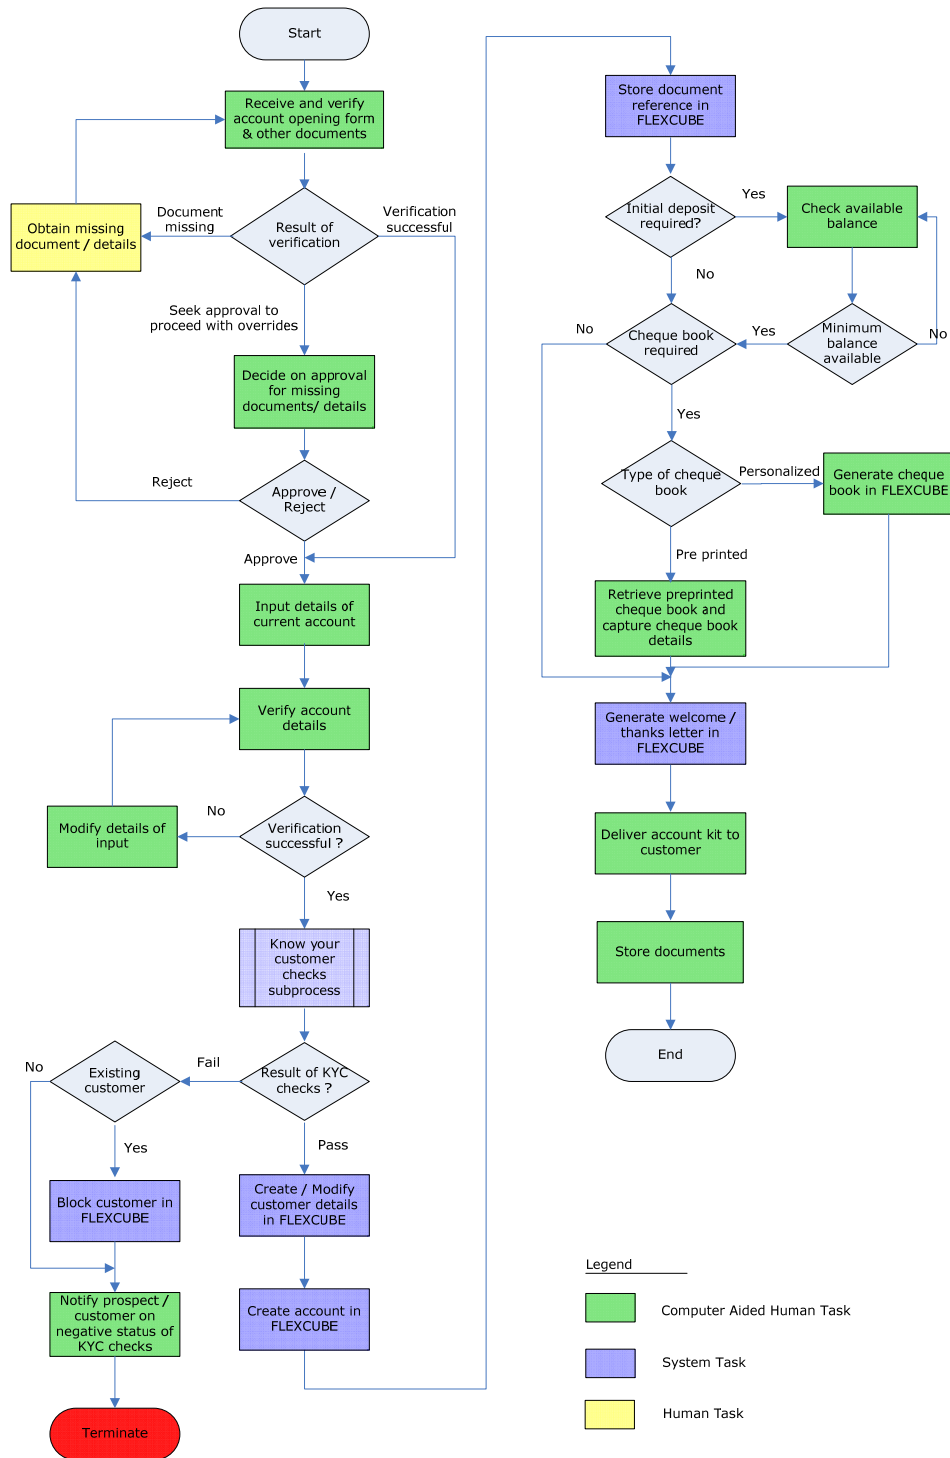 Start
Receive and verify
account opening form
& other documents
Obtain missing
document / details
Document
missing
Result of
verification
Verification
successful
Seek approval to
proceed with overrides
Decide on approval
for missing
documents/ details
Reject
Approve /
Reject
Approve
Input details of
current account
Verify account
details
Modify details of
input
No
Verification
successful ?
Yes
Know your
customer
checks
subprocess
No
Existing
customer
Fail
Result of KYC
checks ?
Yes
Pass
Block customer in
FLEXCUBE
Create / Modify
customer details
in FLEXCUBE
Notify prospect /
customer on
negative status of
KYC checks
Create account in
FLEXCUBE
Terminate
Store document
reference in
FLEXCUBE
Initial deposit
required?
Yes
Check available
balance
No
No
Cheque book
required
Yes
Minimum
balance
available
No
Yes
Type of cheque
book
Personalized
Generate cheque
book in FLEXCUBE
Pre printed
Retrieve preprinted
cheque book and
capture cheque book
details
Generate welcome /
thanks letter in
FLEXCUBE
Deliver account kit to
customer
Store documents
End
Legend
Computer Aided Human Task
System Task
Human Task